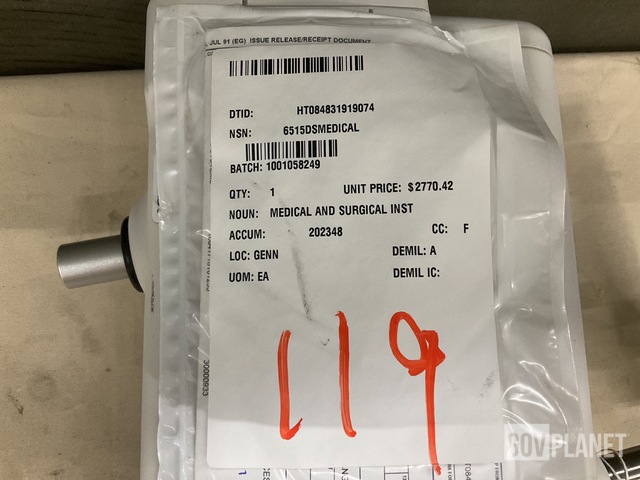 JUL 91 (EG) ISSUE RELEASE/RECEIPT DOCUMENT
DTID: HT084831919074
NSN: 6515DSMEDICAL
BATCH: 1001058249
QTY: 1 UNIT PRICE: $2770.42
NOUN: MEDICAL AND SURGICAL INST
ACCUM: 202348 CC: F
LOC: GENN DEMIL: A
UOM: EA DEMIL IC:
119
30000933
GOVPLANET